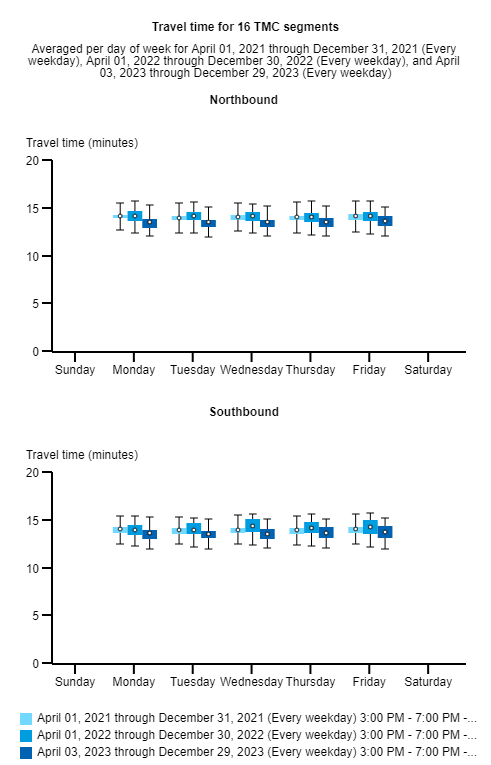 Travel time for 16 TMC segments
Averaged per day of week for April 01, 2021 through December 31, 2021 (Every
weekday), April 01, 2022 through December 30, 2022 (Every weekday), and April
03, 2023 through December 29, 2023 (Every weekday)
Northbound
Travel time (minutes)
20
15
10
5
0
Sunday Monday Tuesday Wednesday Thursday Friday Saturday
Southbound
Travel time (minutes)
20
15
10
5
0
Sunday Monday Tuesday Wednesday Thursday Friday Saturday
April 01, 2021 through December 31, 2021 (Every weekday) 3:00 PM - 7:00 PM -...
April 01, 2022 through December 30, 2022 (Every weekday) 3:00 PM - 7:00 PM -...
April 03, 2023 through December 29, 2023 (Every weekday) 3:00 PM - 7:00 PM -...